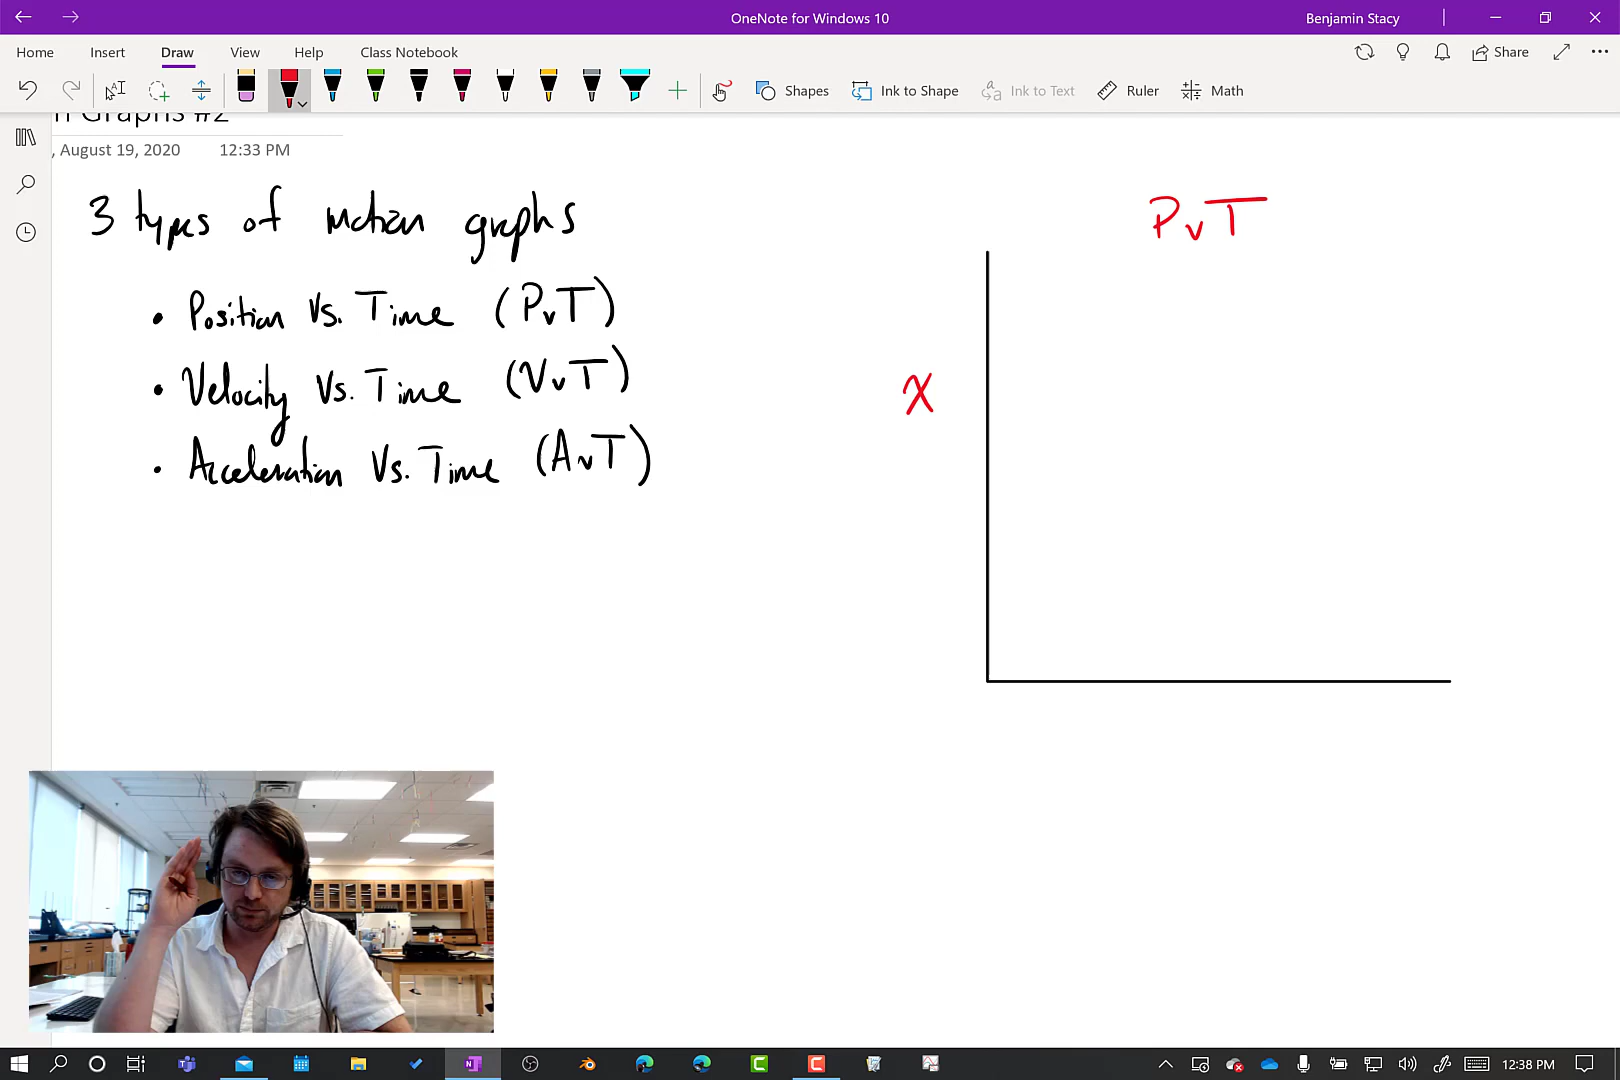 OneNote for Windows 10
Benjamin Stacy
Home Insert Draw View Help Class Notebook
Share
Shapes Ink to Shape Ink to Text Ruler Math
n Graphs #2
, August 19, 2020 12:33 PM
3 types of motion graphs
• Position Vs. Time (PvT)
• Velocity Vs. Time (VvT)
• Acceleration Vs. Time (AvT)
PvT
X
12:38 PM